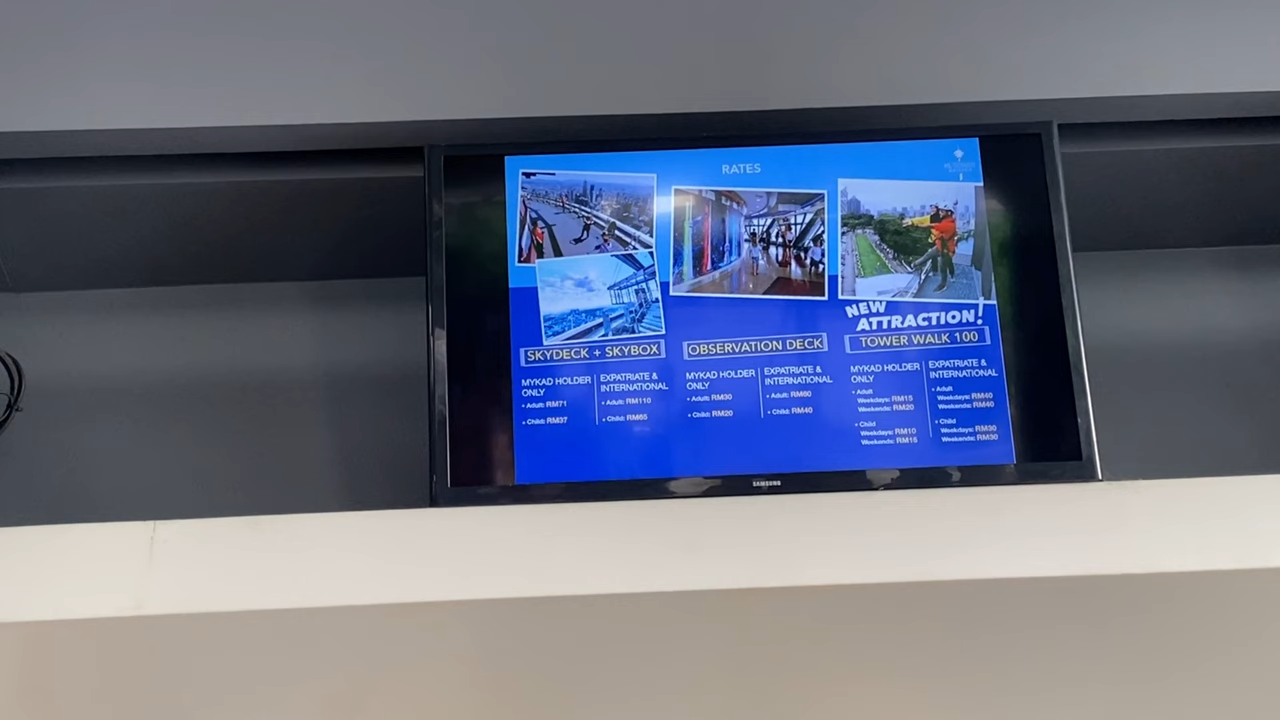 RATES
SKYDECK + SKYBOX
MYKAD HOLDER
ONLY
• Adult: RM71
• Child: RM37
EXPATRIATE &
INTERNATIONAL
• Adult: RM110
• Child: RM65
OBSERVATION DECK
MYKAD HOLDER
ONLY
• Adult: RM30
• Child: RM20
EXPATRIATE &
INTERNATIONAL
• Adult: RM60
• Child: RM40
NEW
ATTRACTION!
TOWER WALK 100
MYKAD HOLDER
ONLY
• Adult
Weekdays: RM15
Weekends: RM20
• Child
Weekdays: RM10
Weekends: RM15
EXPATRIATE &
INTERNATIONAL
• Adult
Weekdays: RM40
Weekends: RM40
• Child
Weekdays: RM30
Weekends: RM30
SAMSUNG